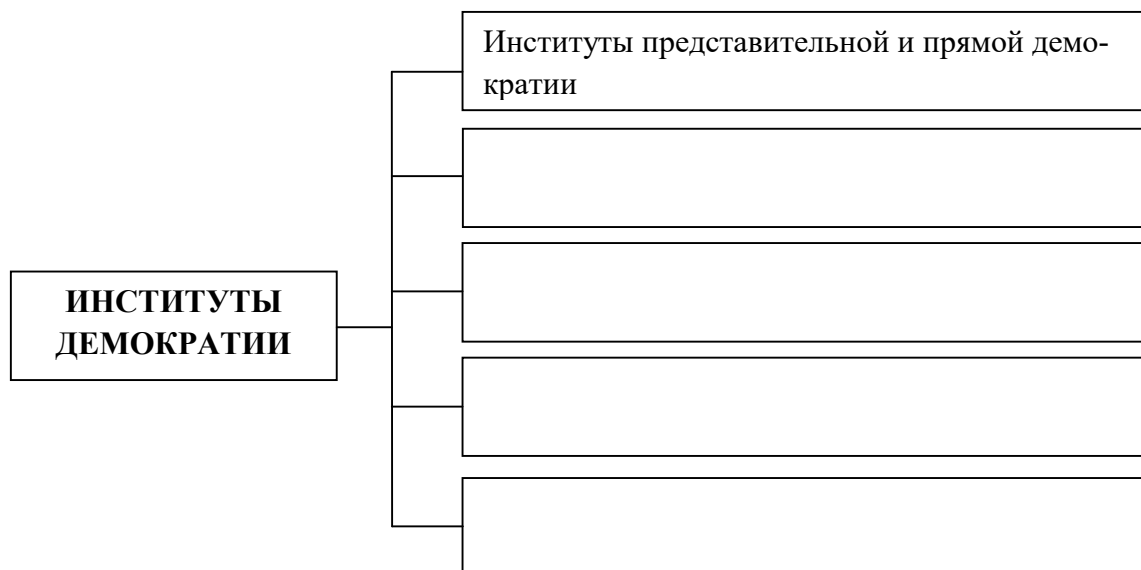 Институты представительной и прямой демо-
кратии
ИНСТИТУТЫ
ДЕМОКРАТИИ